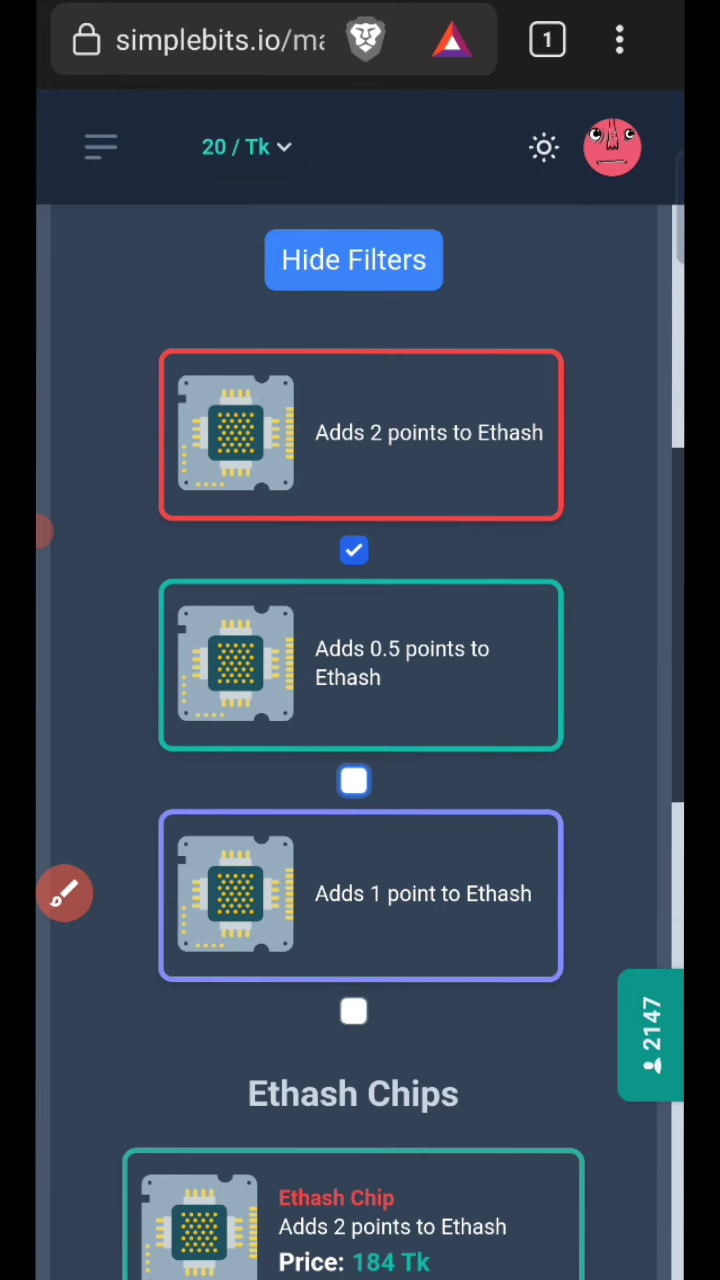 simplebits.io/ma
1
20 / Tk
Hide Filters
Adds 2 points to Ethash
Adds 0.5 points to
Ethash
Adds 1 point to Ethash
2147
Ethash Chips
Ethash Chip
Adds 2 points to Ethash
Price: 184 Tk